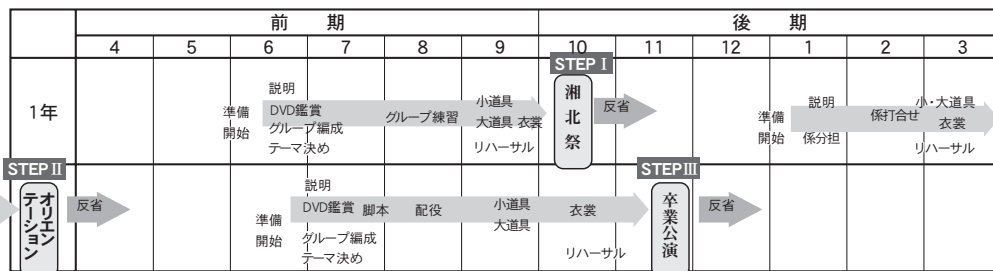 前 期
後 期
4 5 6 7 8 9 10 11 12 1 2 3
STEP Ⅰ
1年
準備
開始
説明
DVD鑑賞
グループ編成
テーマ決め
グループ練習
小道具
大道具 衣裳
リハーサル
湘北祭
反省
準備
開始
説明
係分担
係打合せ
小・大道具
衣裳
リハーサル
STEP Ⅱ
オリエン
テーション
反省
準備
開始
説明
DVD鑑賞 脚本 配役
グループ編成
テーマ決め
小道具
大道具
衣裳
リハーサル
STEP Ⅲ
卒業公演
反省